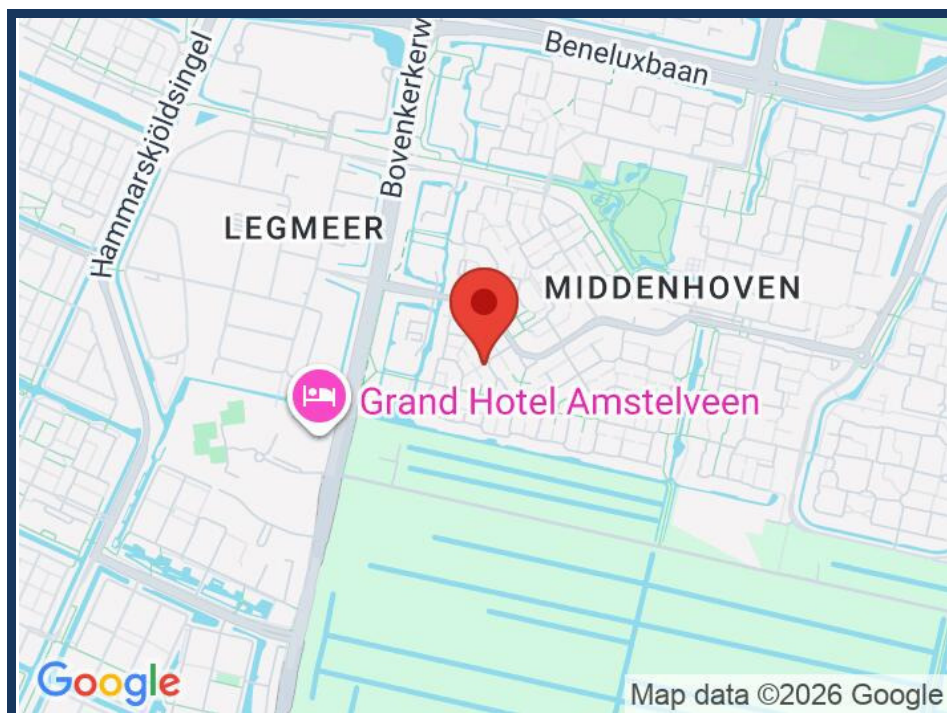 Beneluxbaan
Hammarskjöldsingel
Bovenkerkerw
LEGMEER
MIDDENHOVEN
Grand Hotel Amstelveen
Google
Map data ©2026 Google